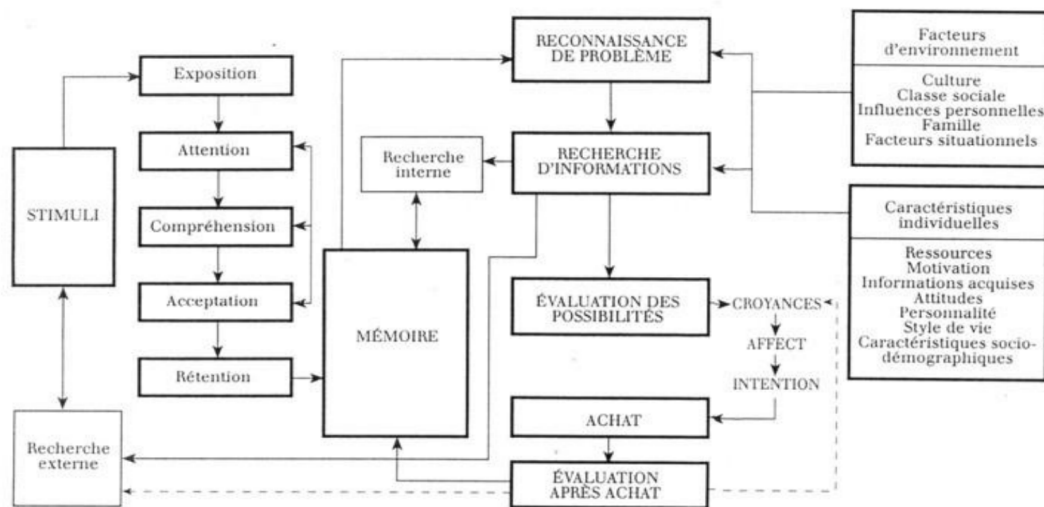 STIMULI
Recherche
externe
Exposition
Attention
Compréhension
Acceptation
Rétention
Recherche
interne
MÉMOIRE
RECONNAISSANCE
DE PROBLÈME
RECHERCHE
D'INFORMATIONS
ÉVALUATION DES
POSSIBILITÉS
CROYANCES
AFFECT
INTENTION
ACHAT
ÉVALUATION
APRÈS ACHAT
Facteurs
d'environnement
Culture
Classe sociale
Influences personnelles
Famille
Facteurs situationnels
Caractéristiques
individuelles
Ressources
Motivation
Informations acquises
Attitudes
Personnalité
Style de vie
Caractéristiques socio-
démographiques